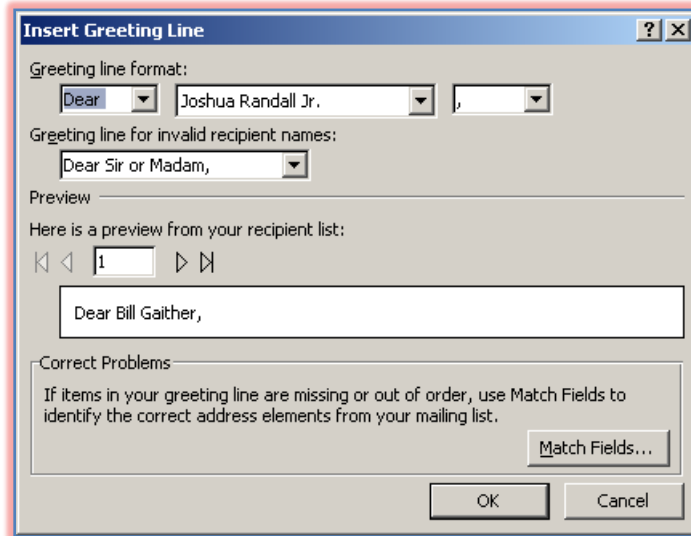 Insert Greeting Line
Greeting line format:
Dear Joshua Randall Jr. ,
Greeting line for invalid recipient names:
Dear Sir or Madam,
Preview
Here is a preview from your recipient list:
1
Dear Bill Gaither,
Correct Problems
If items in your greeting line are missing or out of order, use Match Fields to
identify the correct address elements from your mailing list.
Match Fields...
OK Cancel